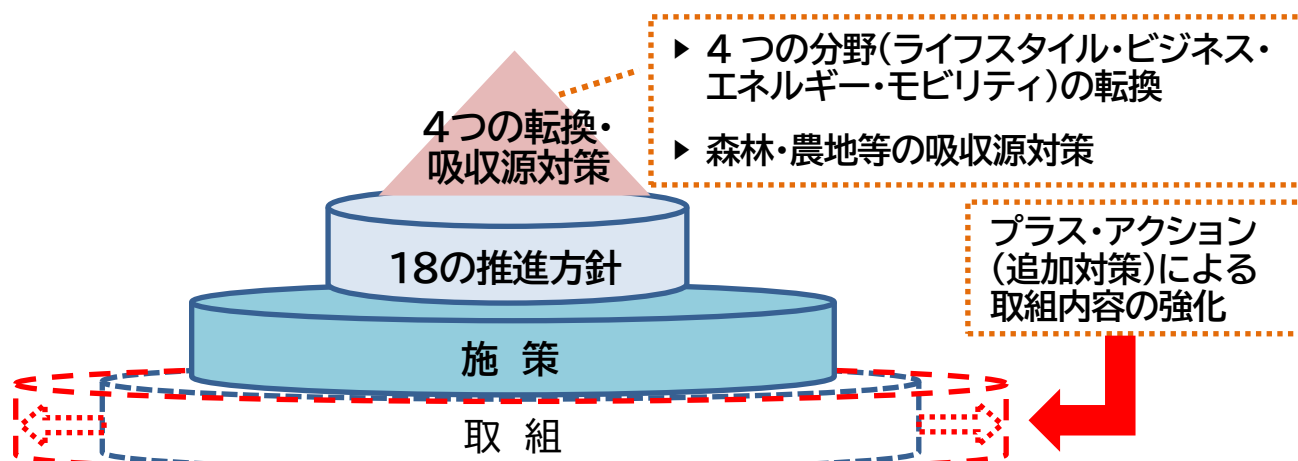 ▶ 4つの分野(ライフスタイル・ビジネス・
エネルギー・モビリティ)の転換
▶ 森林・農地等の吸収源対策
4つの転換・
吸収源対策
18の推進方針
施 策
取 組
プラス・アクション
(追加対策)による
取組内容の強化